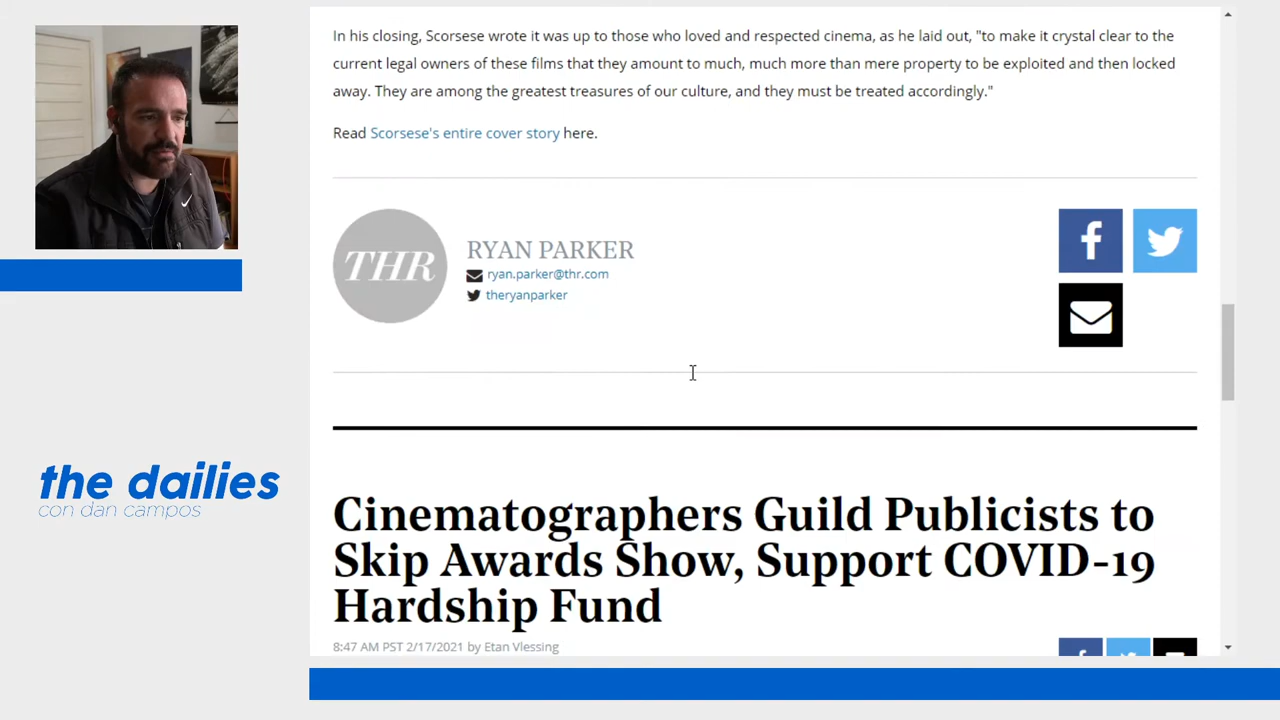 In his closing, Scorsese wrote it was up to those who loved and respected cinema, as he laid out, "to make it crystal clear to the
current legal owners of these films that they amount to much, much more than mere property to be exploited and then locked
away. They are among the greatest treasures of our culture, and they must be treated accordingly."
Read Scorsese's entire cover story here.
THR
RYAN PARKER
ryan.parker@thr.com
theryanparker
the dailies
con dan campos
Cinematographers Guild Publicists to
Skip Awards Show, Support COVID-19
Hardship Fund
8:47 AM PST 2/17/2021 by Etan Vlessing